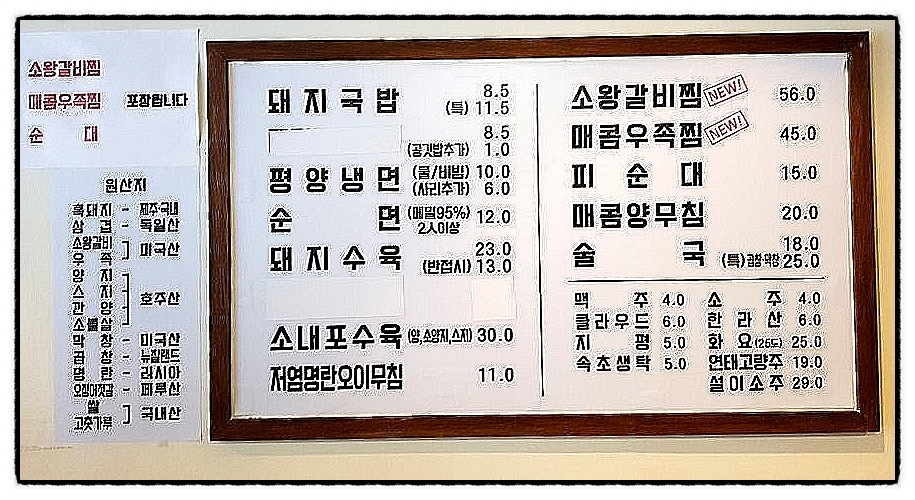 소왕갈비찜
매콤우족찜 포장됩니다
순 대
원산지
흑돼지 - 제주·국내
삼 겹 - 독일산
소왕갈비
우 족 ] 미국산
양 지
스 지
깐 양
소볼살 ] 호주산
막 창 - 미국산
곱 창 - 뉴질랜드
명 란 - 러시아
오징어젓갈 - 페루산
쌀
고춧가루 ] 국내산
돼지국밥 8.5
(특) 11.5
8.5
(공깃밥추가) 1.0
평양냉면 (물/비빔) 10.0
(사리추가) 6.0
순 면 (메밀95%) 12.0
2人이상
돼지수육 23.0
(반접시) 13.0
소내포수육 (양,소양지,스지) 30.0
저염명란오이무침 11.0
소왕갈비찜 NEW! 56.0
매콤우족찜 NEW! 45.0
피 순 대 15.0
매콤양무침 20.0
술 국 18.0
(특) 곱창·막창 25.0
맥 주 4.0
클라우드 6.0
지 평 5.0
속초생탁 5.0
소 주 4.0
한 라 산 6.0
화 요 (25도) 25.0
연태고량주 19.0
설이소주 29.0